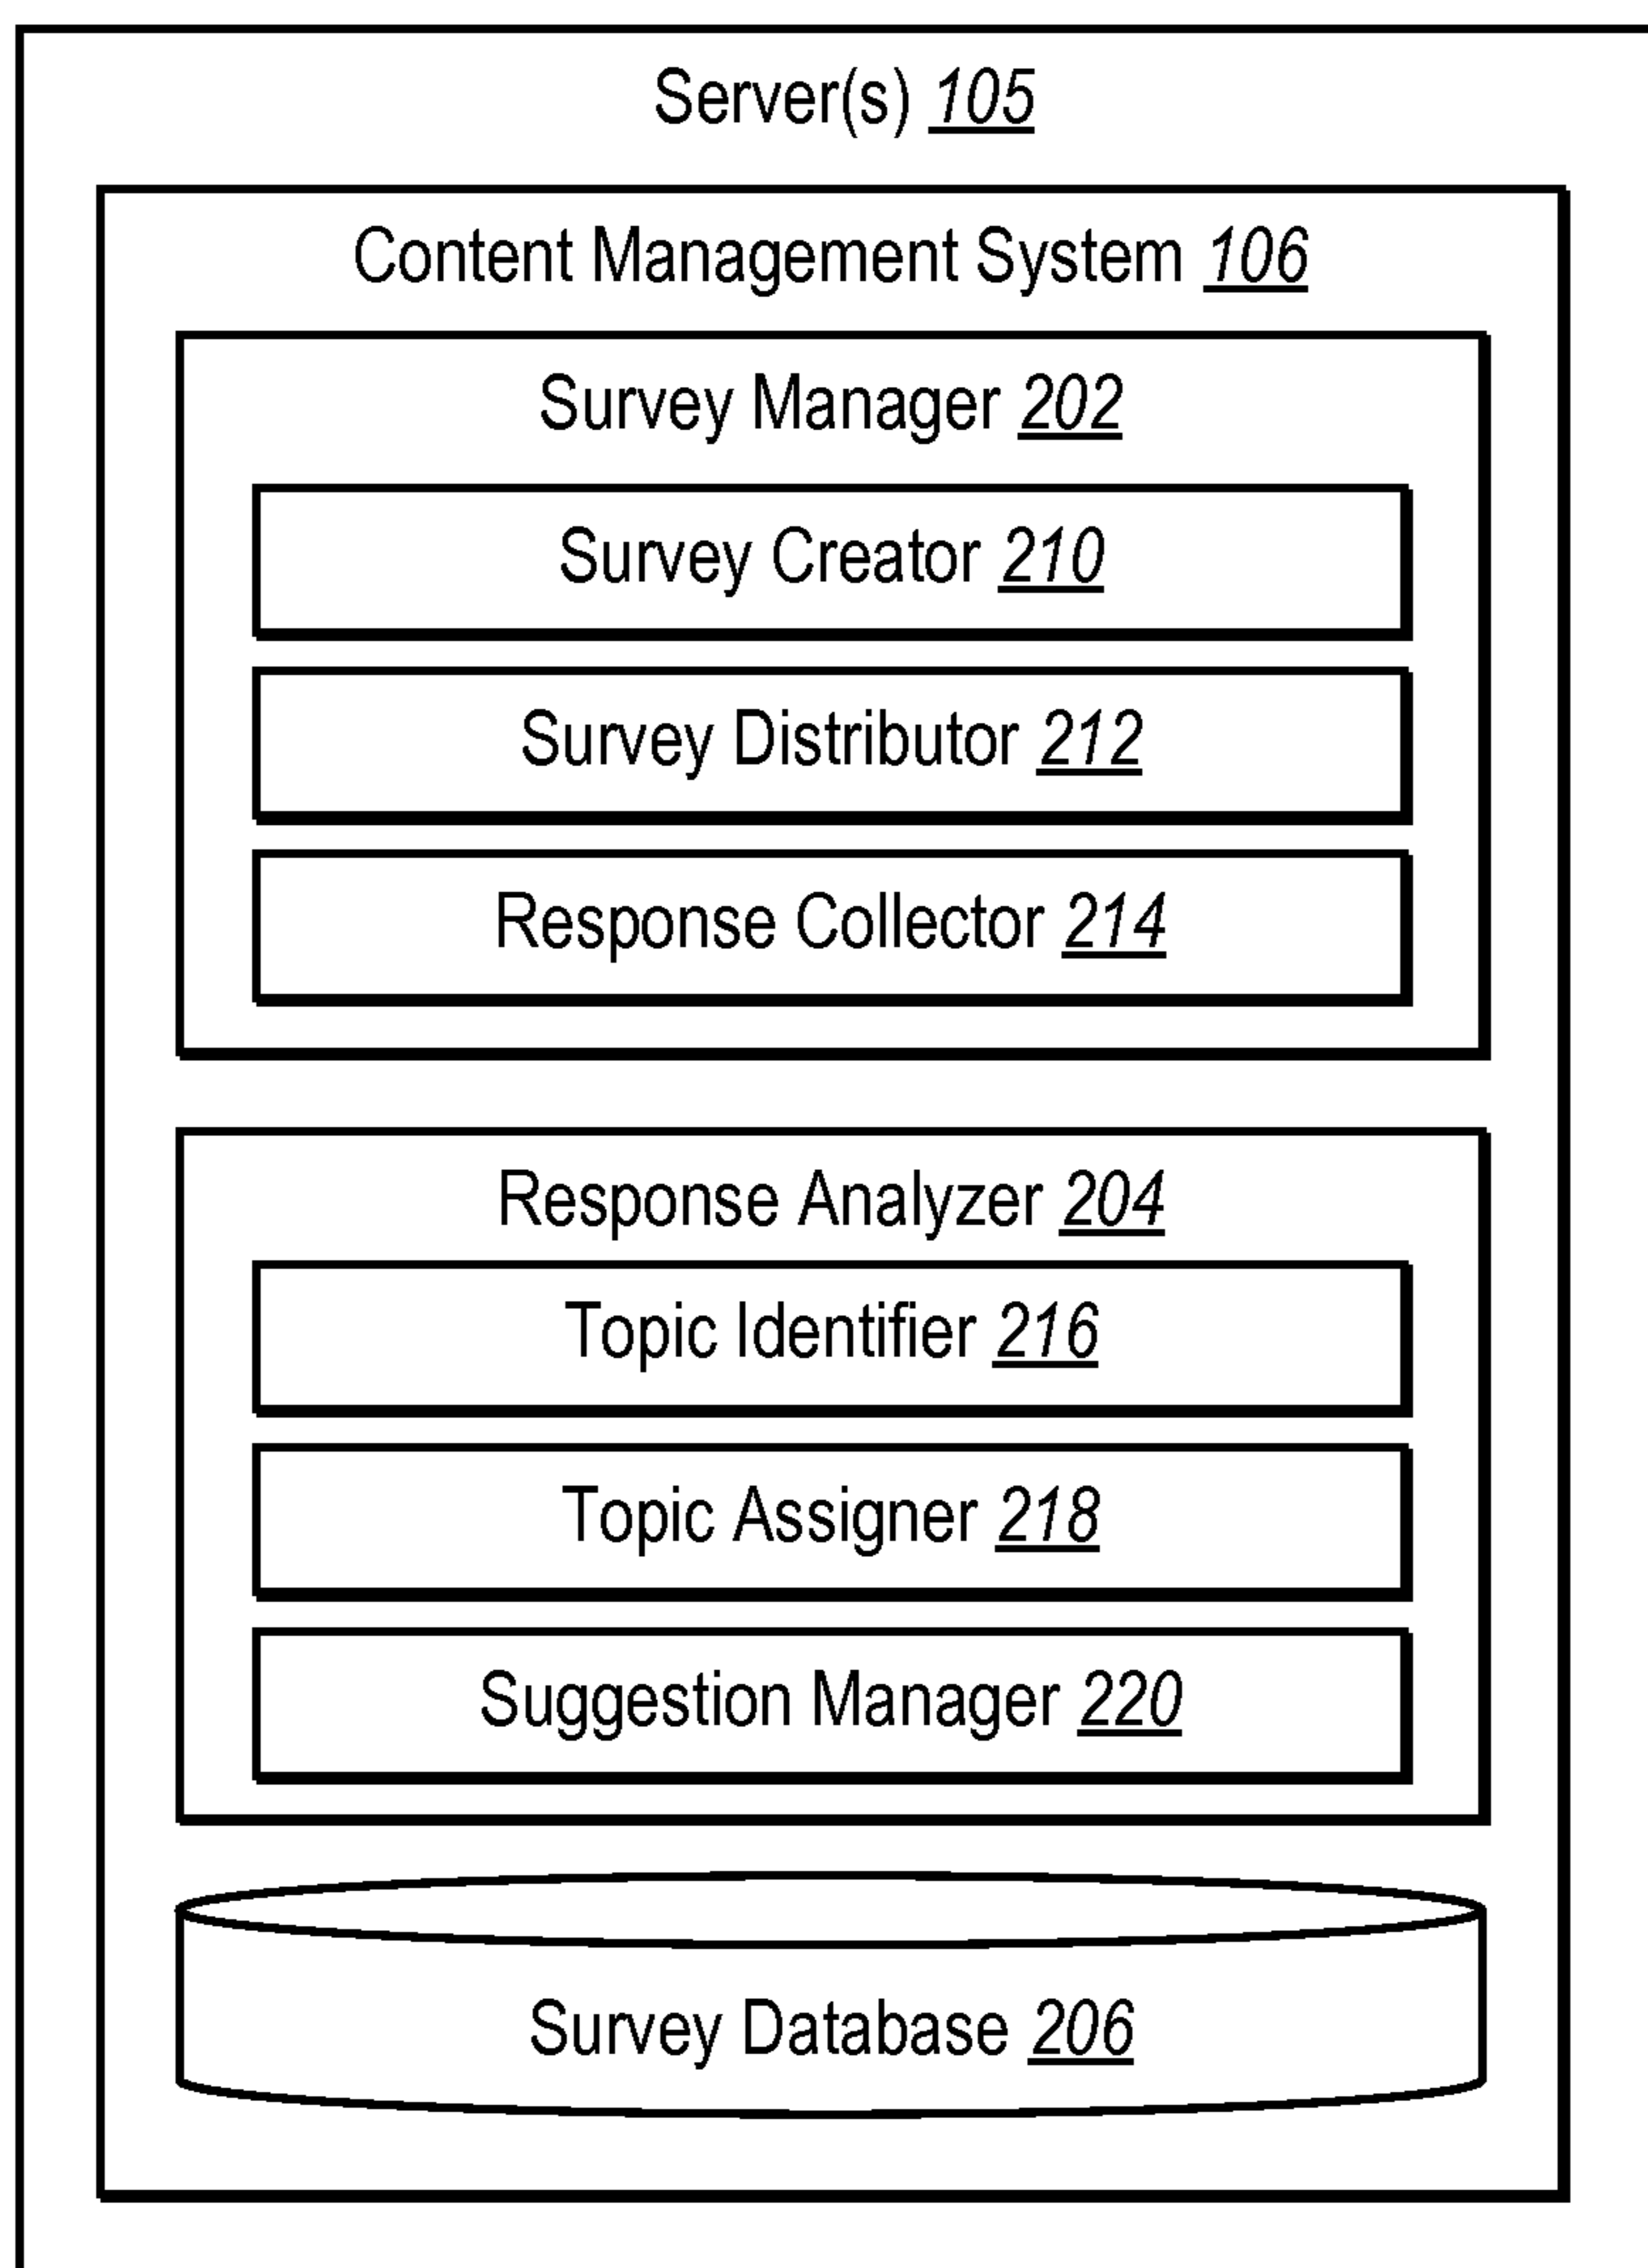 Server(s) 105
Content Management System 106
Survey Manager 202
Survey Creator 210
Survey Distributor 212
Response Collector 214
Response Analyzer 204
Topic Identifier 216
Topic Assigner 218
Suggestion Manager 220
Survey Database 206